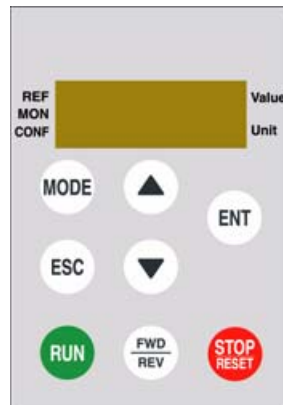 REF
MON
CONF
Value
Unit
MODE
ENT
ESC
RUN
FWD
REV
STOP
RESET